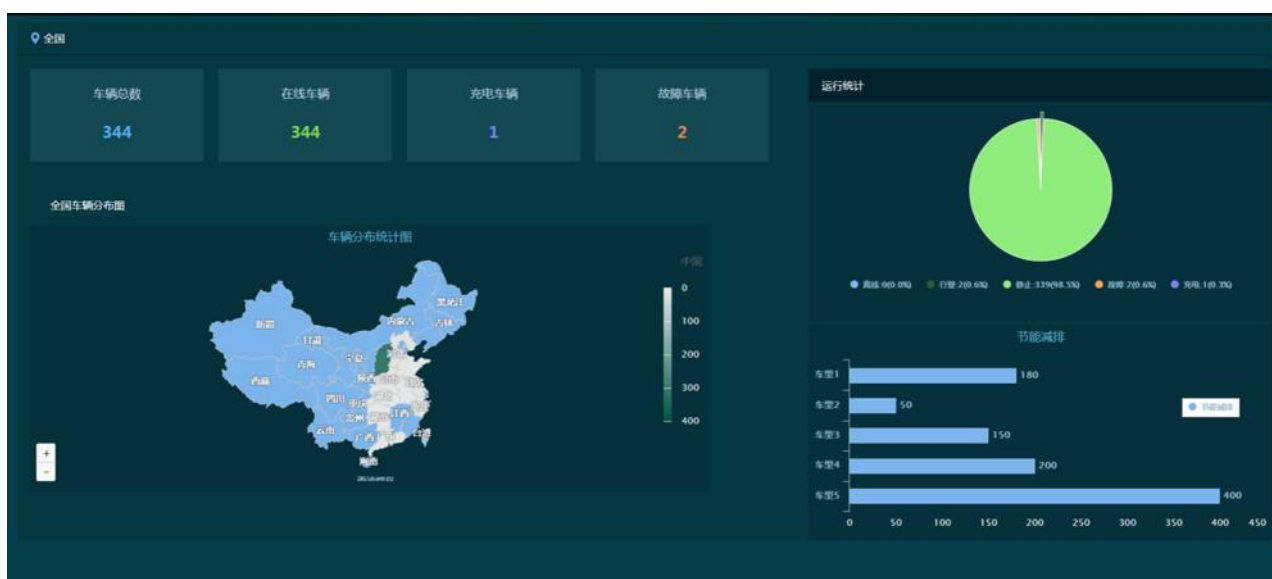 全国
车辆总数
344
在线车辆
344
充电车辆
1
故障车辆
2
全国车辆分布图
车辆分布统计图
中国
0
100
200
300
400
黑龙江
内蒙古
吉林
新疆
甘肃
宁夏
青海
陕西
西藏
四川
重庆
贵州
江西
云南
广西
台湾
海南
+
−
运行统计
离线:0(0.0%)
行驶:2(0.6%)
静止:339(98.5%)
故障:2(0.6%)
充电:1(0.3%)
节能减排
车型1
180
车型2
50
节能减排
车型3
150
车型4
200
车型5
400
0 50 100 150 200 250 300 350 400 450